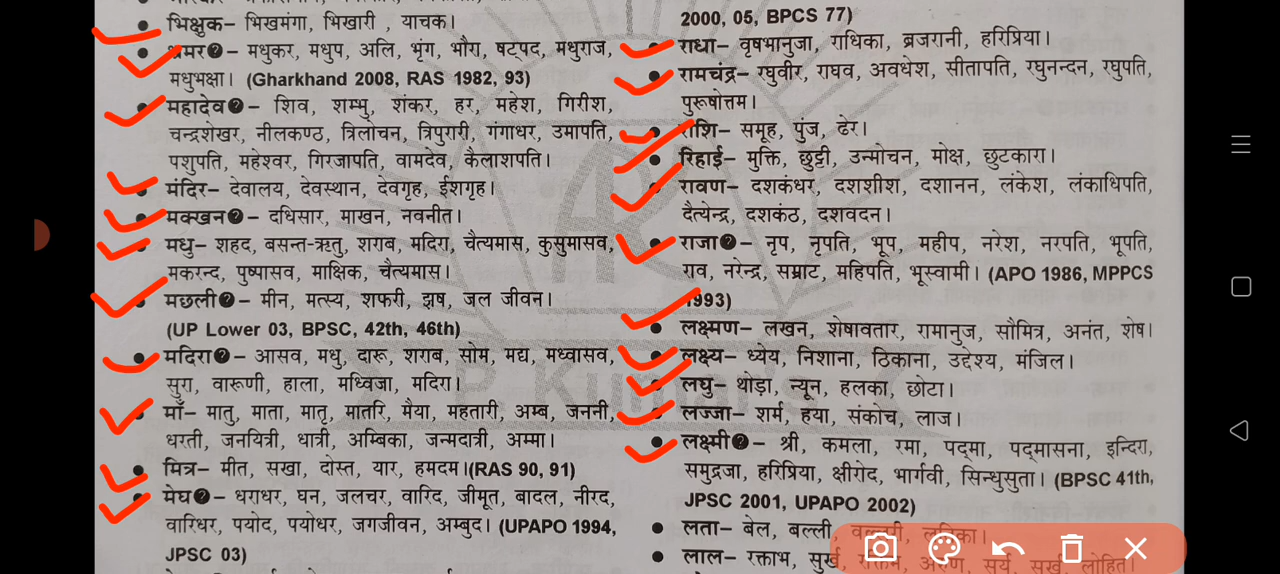 भिक्षुक– भिखमंगा, भिखारी , याचक।
भ्रमर?– मधुकर, मधुप, अलि, भृंग, भौंरा, षट्पद, मधुराज,
मधुभक्षा। (Gharkhand 2008, RAS 1982, 93)
महादेव?– शिव, शम्भु, शंकर, हर, महेश, गिरीश,
चन्द्रशेखर, नीलकण्ठ, त्रिलोचन, त्रिपुरारी, गंगाधर, उमापति,
पशुपति, महेश्वर, गिरजापति, वामदेव, कैलाशपति।
मंदिर– देवालय, देवस्थान, देवगृह, ईशगृह।
मक्खन?– दधिसार, माखन, नवनीत।
मधु– शहद, बसन्त-ऋतु, शराब, मदिरा, चैत्यमास, कुसुमासव,
मकरन्द, पुष्पासव, माक्षिक, चैत्यमास।
मछली?– मीन, मत्स्य, शफरी, झष, जल जीवन।
(UP Lower 03, BPSC, 42th, 46th)
मदिरा?– आसव, मधु, दारू, शराब, सोम, मद्य, मध्वासव,
सुरा, वारूणी, हाला, मध्विजा, मदिरा।
माँ– मातु, माता, मातृ, मातरि, मैया, महतारी, अम्ब, जननी,
धरती, जनयित्री, धात्री, अम्बिका, जन्मदात्री, अम्मा।
मित्र– मीत, सखा, दोस्त, यार, हमदम।(RAS 90, 91)
मेघ?– धराधर, घन, जलचर, वारिद, जीमूत, बादल, नीरद,
वारिधर, पयोद, पयोधर, जगजीवन, अम्बुद। (UPAPO 1994,
JPSC 03)
2000, 05, BPCS 77)
राधा– वृषभानुजा, राधिका, ब्रजरानी, हरिप्रिया।
रामचंद्र– रघुवीर, राघव, अवधेश, सीतापति, रघुनन्दन, रघुपति,
पुरूषोत्तम।
राशि– समूह, पुंज, ढेर।
रिहाई– मुक्ति, छुट्टी, उन्मोचन, मोक्ष, छुटकारा।
रावण– दशकंधर, दशशीश, दशानन, लंकेश, लंकाधिपति,
दैत्येन्द्र, दशकंठ, दशवदन।
राजा?– नृप, नृपति, भूप, महीप, नरेश, नरपति, भूपति,
राव, नरेन्द्र, सम्राट, महिपति, भूस्वामी। (APO 1986, MPPCS
1993)
लक्ष्मण– लखन, शेषावतार, रामानुज, सौमित्र, अनंत, शेष।
लक्ष्य– ध्येय, निशाना, ठिकाना, उद्देश्य, मंजिल।
लघु– थोड़ा, न्यून, हलका, छोटा।
लज्जा– शर्म, हया, संकोच, लाज।
लक्ष्मी?– श्री, कमला, रमा, पद्मा, पद्मासना, इन्दिरा,
समुद्रजा, हरिप्रिया, क्षीरोद, भार्गवी, सिन्धुसुता। (BPSC 41th,
JPSC 2001, UPAPO 2002)
लता– बेल, बल्ली, वल्लरी, लतिका।
लाल– रक्ताभ, सुर्ख, रक्तिम, अरुण, सूर्य, सुर्ख, लोहित।